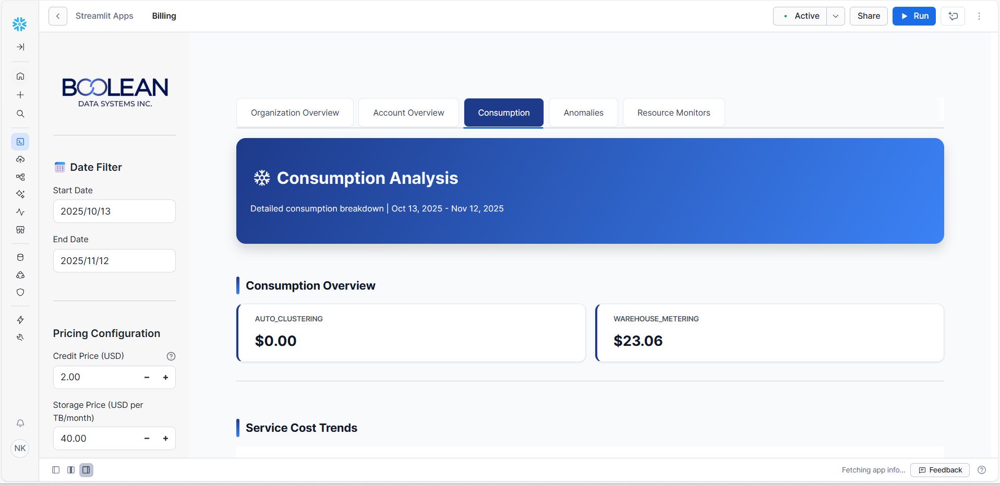 Streamlit Apps
Billing
Active
Share
Run
BOOLEAN
DATA SYSTEMS INC.
Date Filter
Start Date
2025/10/13
End Date
2025/11/12
Pricing Configuration
Credit Price (USD)
2.00
Storage Price (USD per
TB/month)
40.00
NK
Organization Overview
Account Overview
Consumption
Anomalies
Resource Monitors
Consumption Analysis
Detailed consumption breakdown | Oct 13, 2025 - Nov 12, 2025
Consumption Overview
AUTO_CLUSTERING
$0.00
WAREHOUSE_METERING
$23.06
Service Cost Trends
Fetching app info...
Feedback